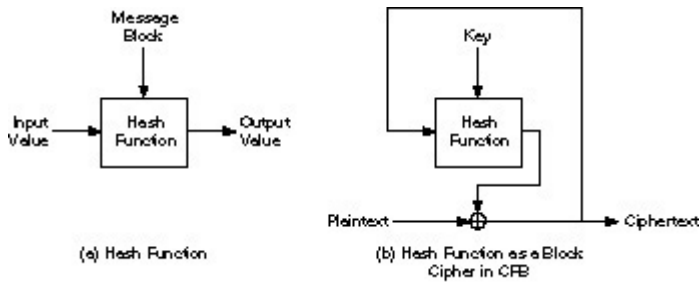 Message
Block
Input
Value
Hash
Function
Output
Value
(a) Hash Function
Key
Hash
Function
Plaintext
Ciphertext
(b) Hash Function as a Block
Cipher in CFB